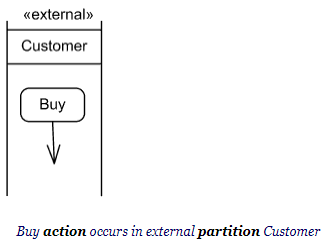 «external»
Customer
Buy
Buy action occurs in external partition Customer